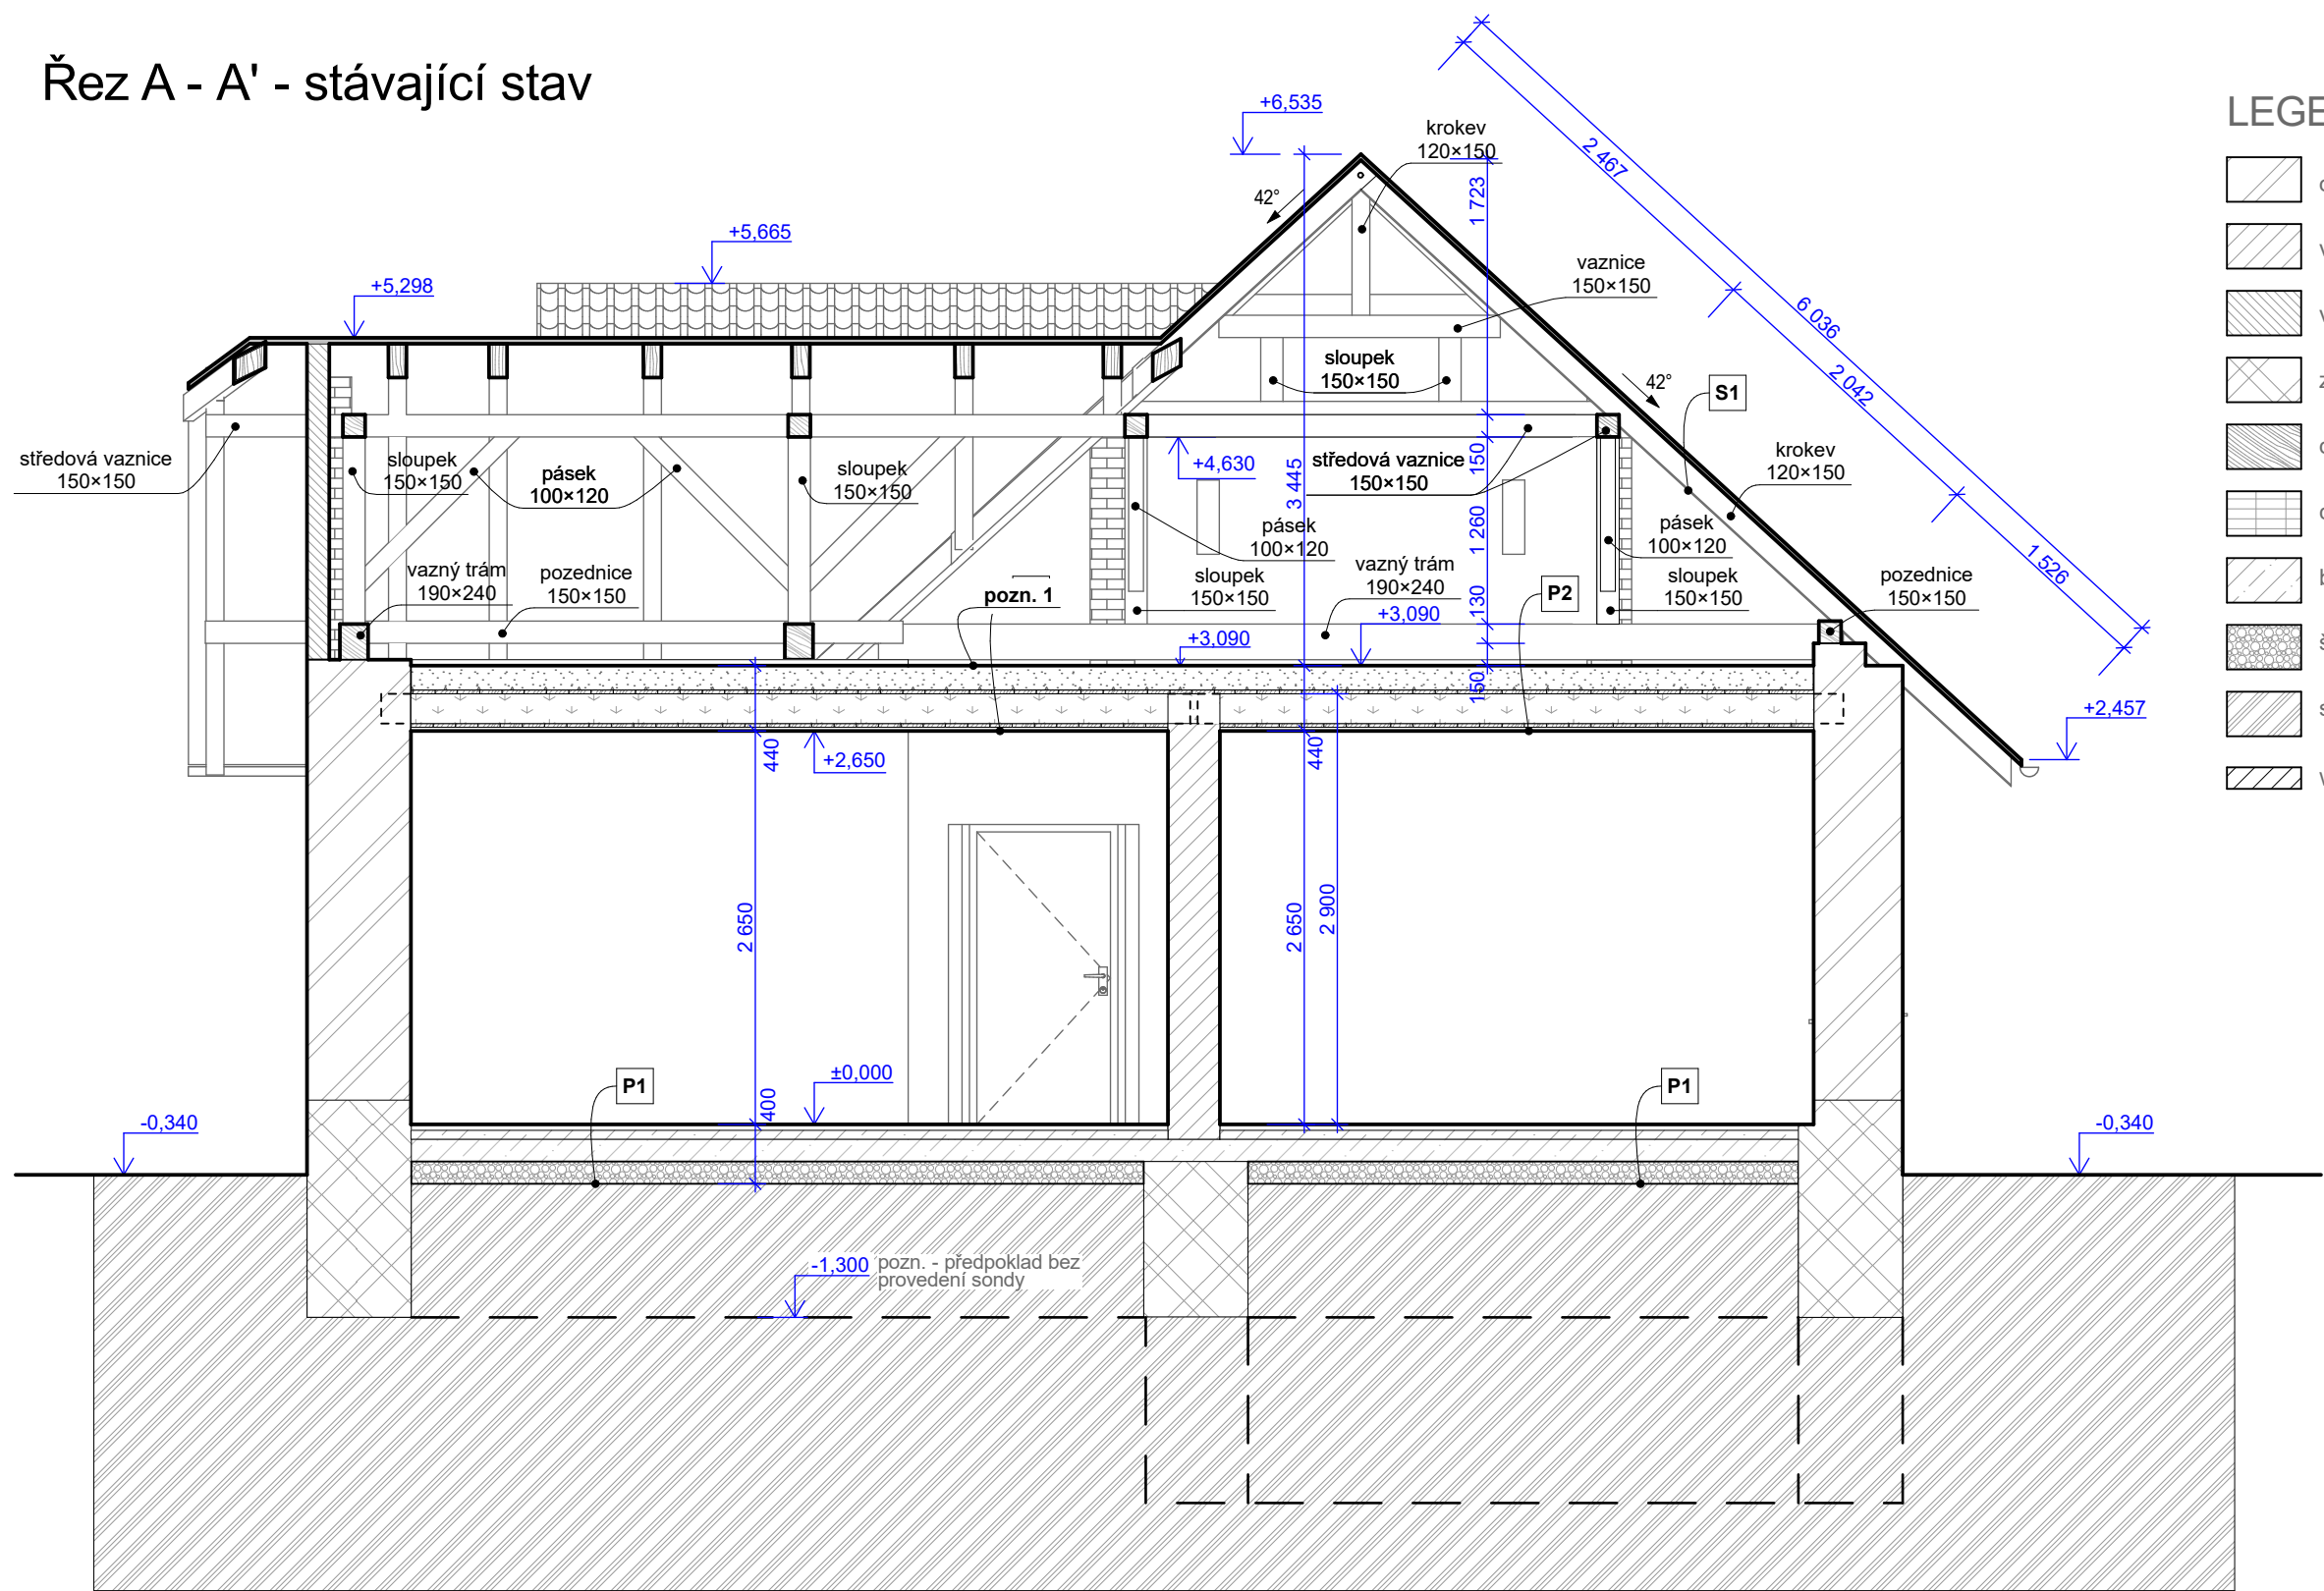 Řez A - A' - stávající stav
LEGE
+6,535
krokev
120×150
42°
2 467
1 723
+5,665
vaznice
150×150
+5,298
6 036
sloupek
150×150
42°
S1
2 042
středová vaznice
150×150
sloupek
150×150
pásek
100×120
sloupek
150×150
+4,630
3 445
středová vaznice
150×150
150
krokev
120×150
pásek
100×120
1 260
pásek
100×120
1 526
vazný trám
190×240
pozednice
150×150
pozn. 1
sloupek
150×150
vazný trám
190×240
130
P2
sloupek
150×150
pozednice
150×150
+3,090
+3,090
150
+2,457
440
+2,650
440
2 650
2 650
2 900
P1
400
±0,000
P1
-0,340
-0,340
-1,300
pozn. - předpoklad bez
provedení sondy